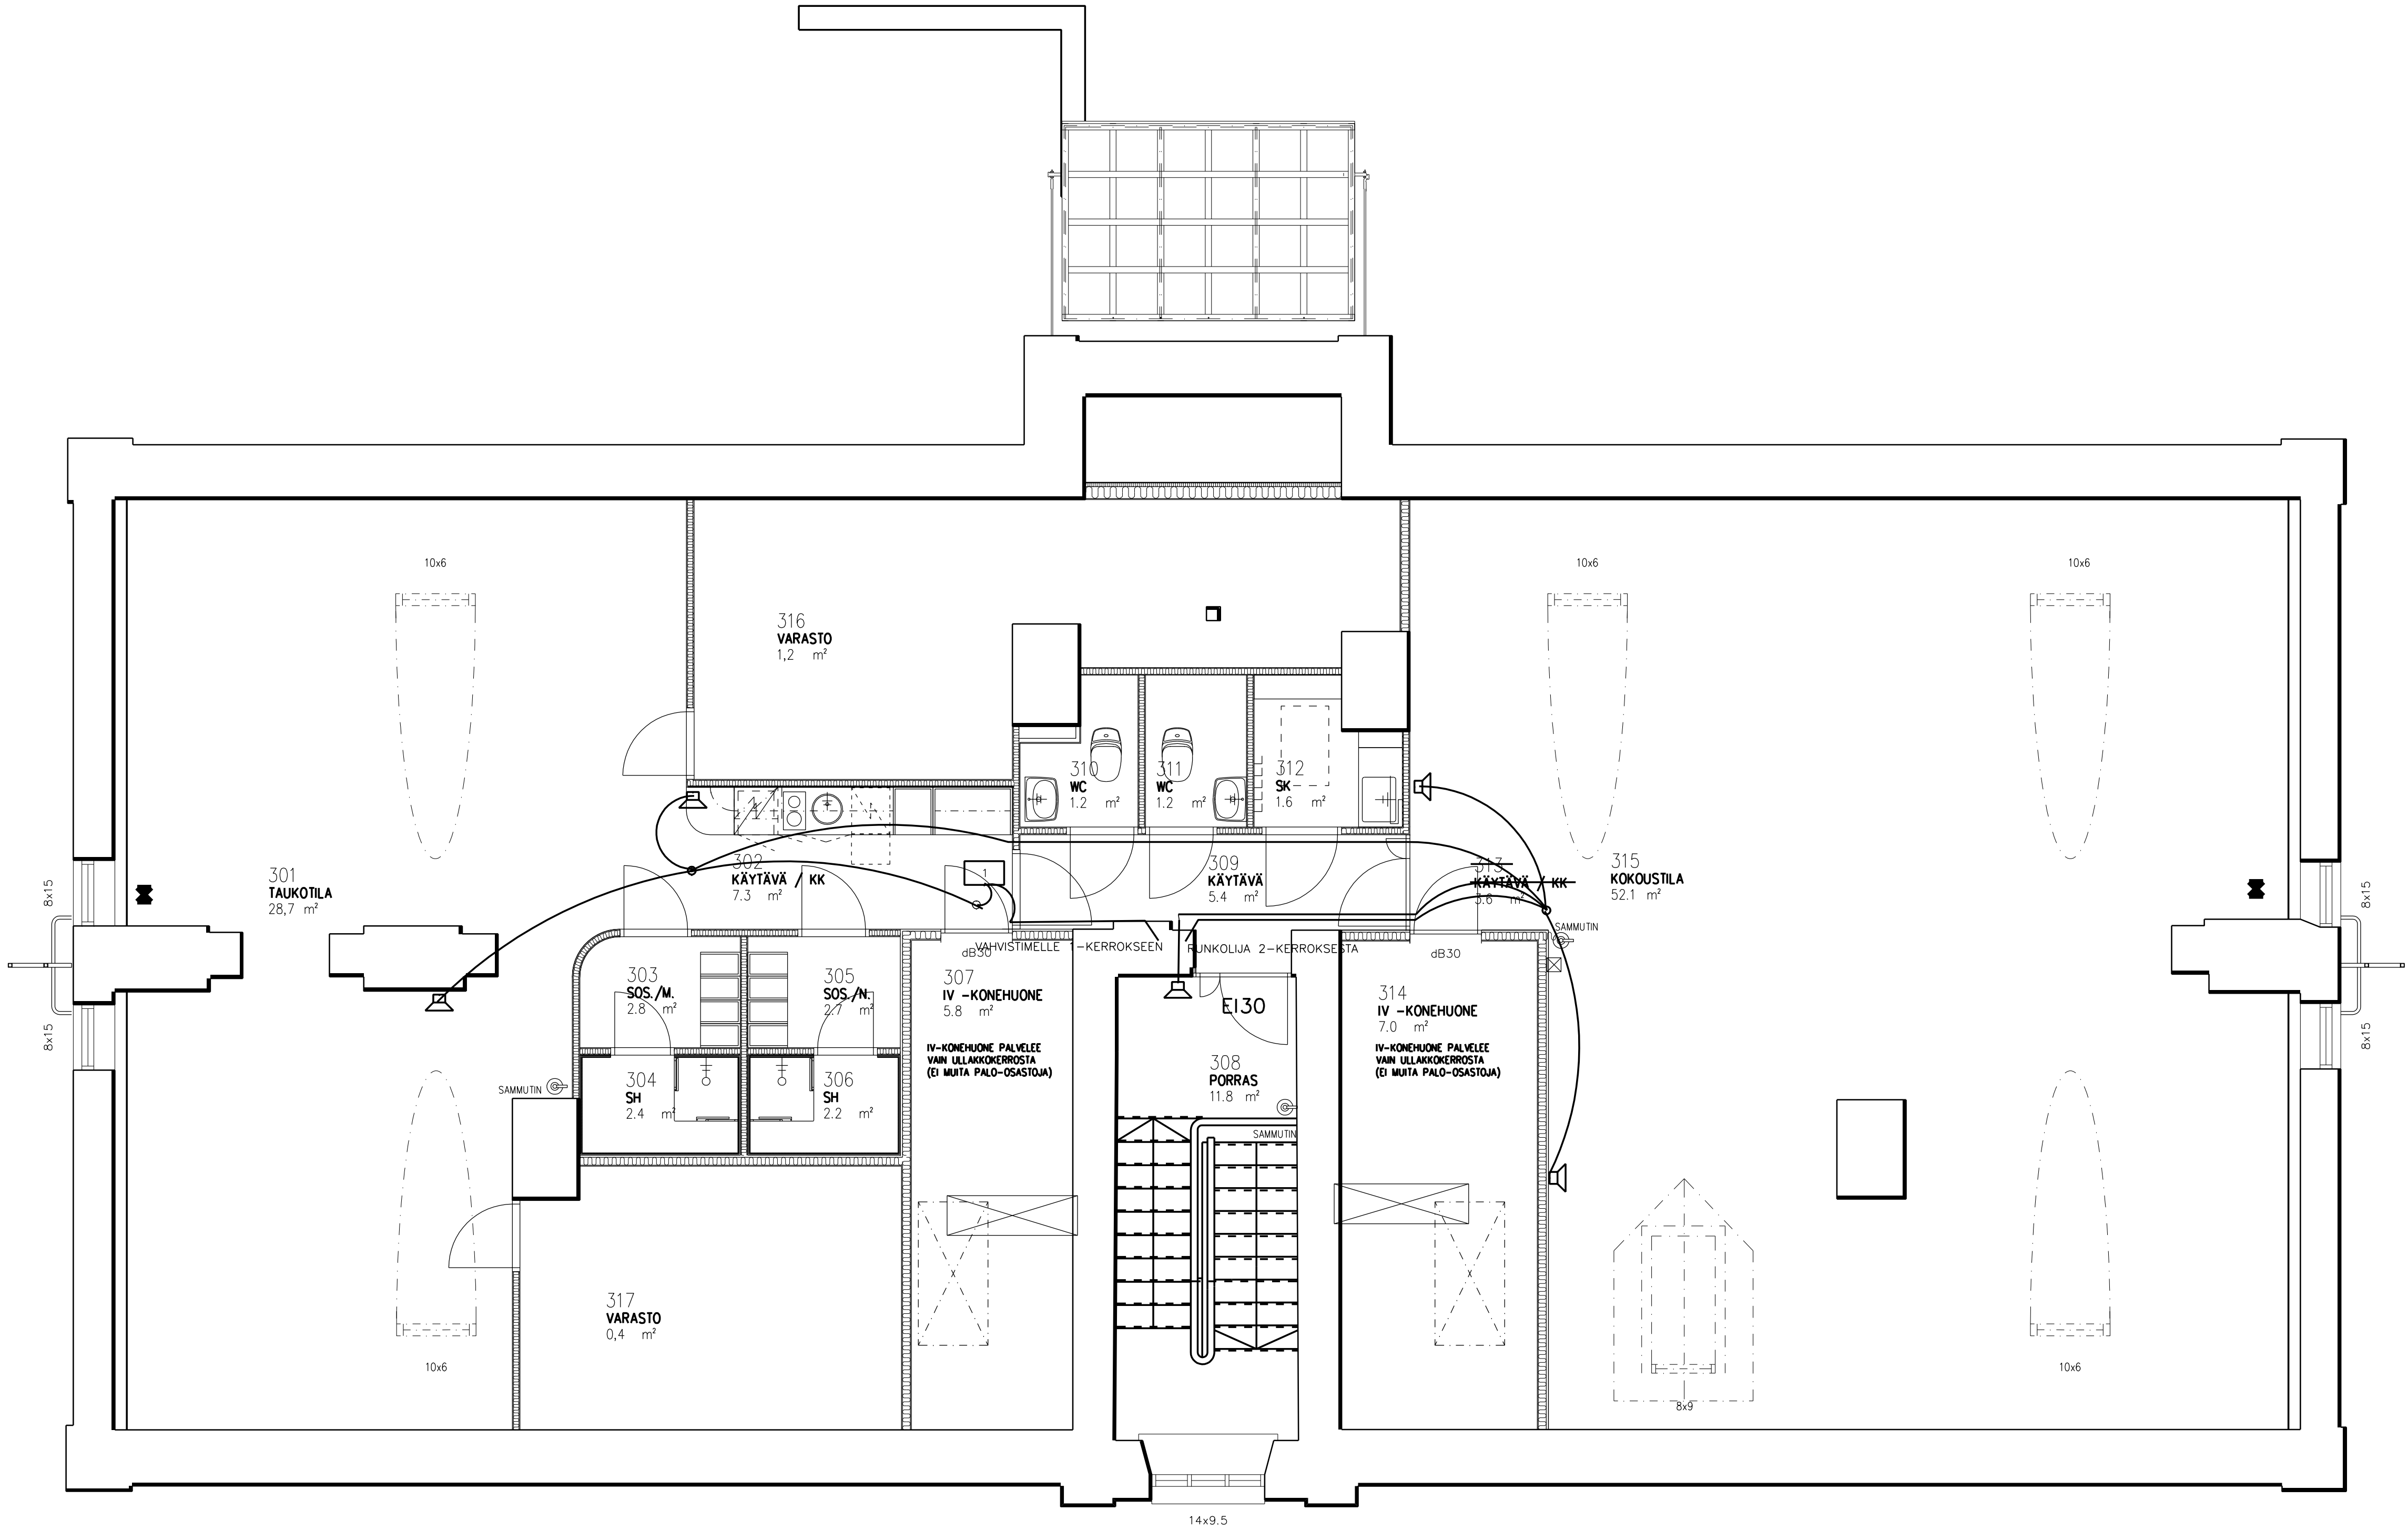 10x6
10x6
10x6
316
VARASTO
1,2 m²
310
WC
1.2 m²
311
WC
1.2 m²
312
SK
1.6 m²
301
TAUKOTILA
28,7 m²
302
KÄYTÄVÄ / KK
7.3 m²
1
309
KÄYTÄVÄ
5.4 m²
313
KÄYTÄVÄ / KK
3.6 m²
315
KOKOUSTILA
52.1 m²
8x15
8x15
8x15
8x15
SAMMUTIN
VAHVISTIMELLE 1-KERROKSEEN
RUNKOLIJA 2-KERROKSESTA
dB30
dB30
303
SOS./M.
2.8 m²
305
SOS./N.
2.7 m²
307
IV -KONEHUONE
5.8 m²
IV-KONEHUONE PALVELEE
VAIN ULLAKKOKERROSTA
(EI MUITA PALO-OSASTOJA)
EI30
314
IV -KONEHUONE
7.0 m²
IV-KONEHUONE PALVELEE
VAIN ULLAKKOKERROSTA
(EI MUITA PALO-OSASTOJA)
308
PORRAS
11.8 m²
SAMMUTIN
304
SH
2.4 m²
306
SH
2.2 m²
SAMMUTIN
317
VARASTO
0,4 m²
10x6
8x9
10x6
14x9.5